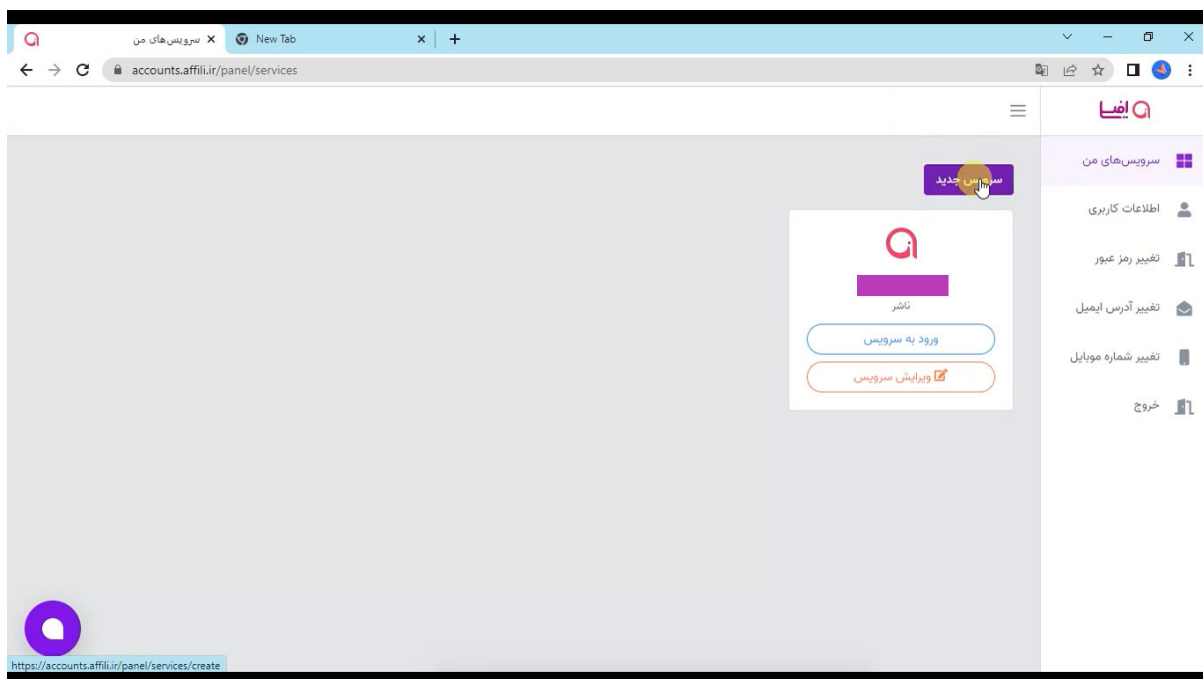 سرویس‌های من
New Tab
accounts.affili.ir/panel/services
افیلی
سرویس‌های من
اطلاعات کاربری
تغییر رمز عبور
تغییر آدرس ایمیل
تغییر شماره موبایل
خروج
سرویس جدید
ناشر
ورود به سرویس
ویرایش سرویس
https://accounts.affili.ir/panel/services/create